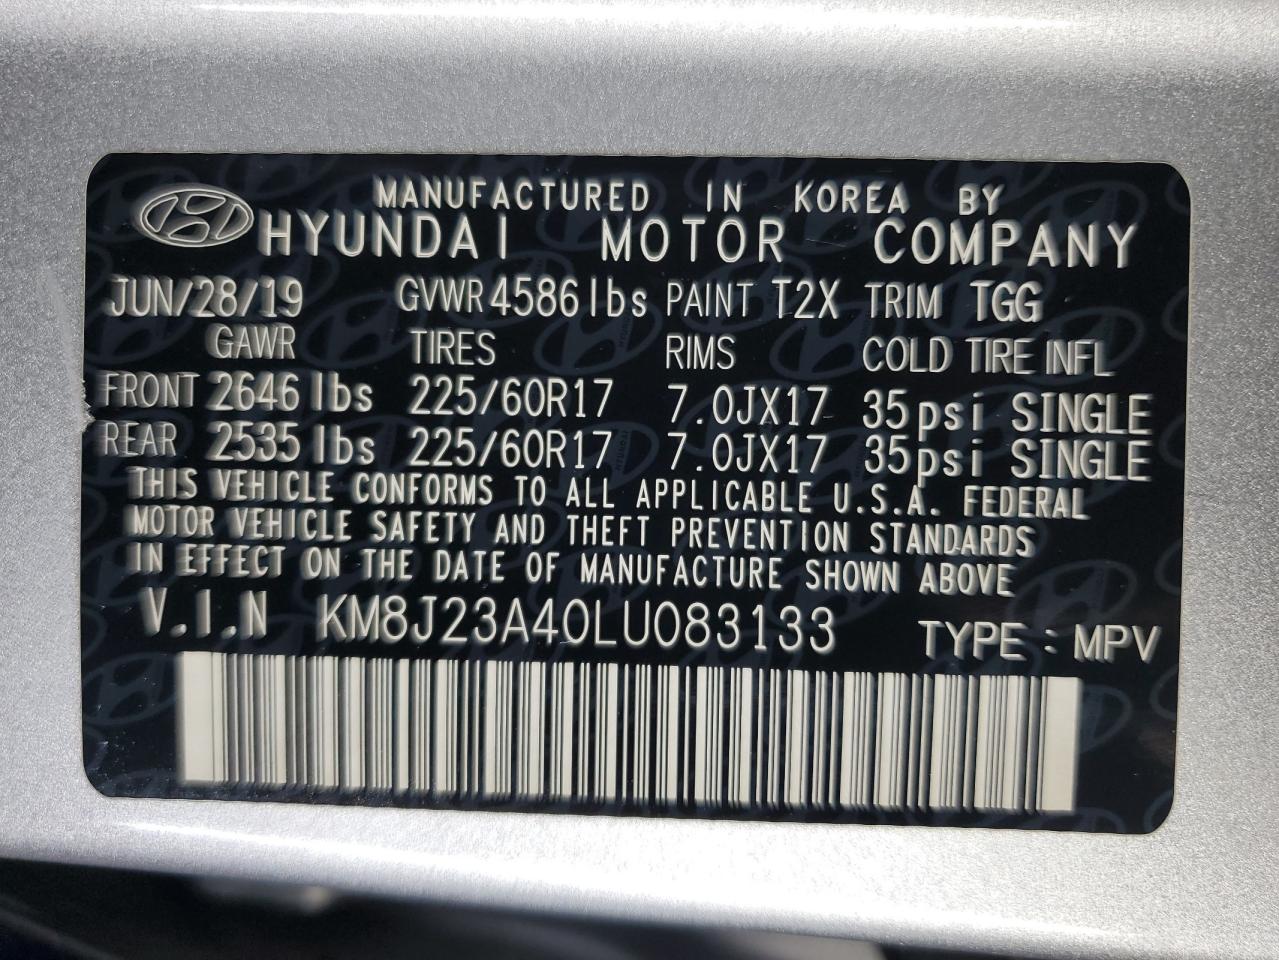 MANUFACTURED IN KOREA BY
HYUNDAI MOTOR COMPANY
JUN/28/19 GVWR 4586 lbs PAINT T2X TRIM TGG
GAWR TIRES RIMS COLD TIRE INFL
FRONT 2646 lbs 225/60R17 7.0JX17 35psi SINGLE
REAR 2535 lbs 225/60R17 7.0JX17 35psi SINGLE
THIS VEHICLE CONFORMS TO ALL APPLICABLE U.S.A. FEDERAL
MOTOR VEHICLE SAFETY AND THEFT PREVENTION STANDARDS
IN EFFECT ON THE DATE OF MANUFACTURE SHOWN ABOVE
V.I.N KM8J23A40LU083133 TYPE : MPV